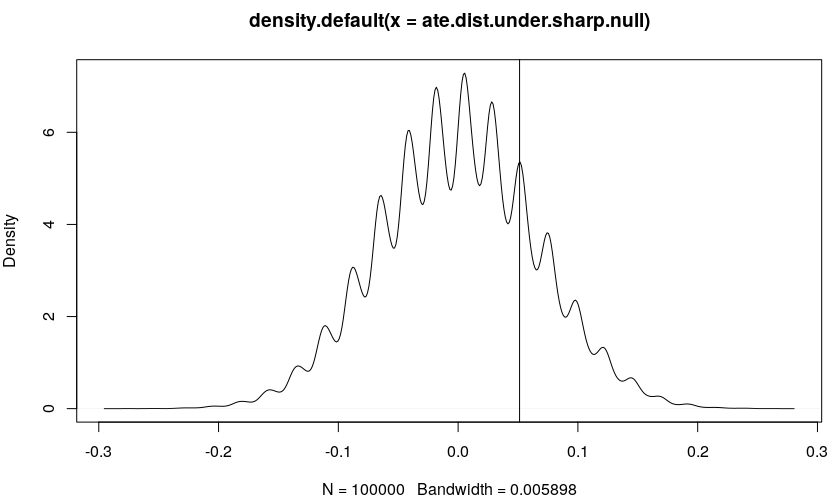 density.default(x = ate.dist.under.sharp.null)
Density
6
4
2
0
-0.3 -0.2 -0.1 0.0 0.1 0.2 0.3
N = 100000 Bandwidth = 0.005898